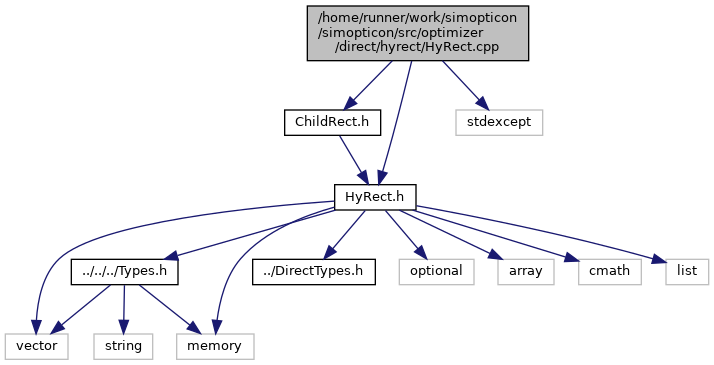 /home/runner/work/simopticon
/simopticon/src/optimizer
/direct/hyrect/HyRect.cpp
ChildRect.h
stdexcept
HyRect.h
../../../Types.h
../DirectTypes.h
optional
array
cmath
list
vector
string
memory